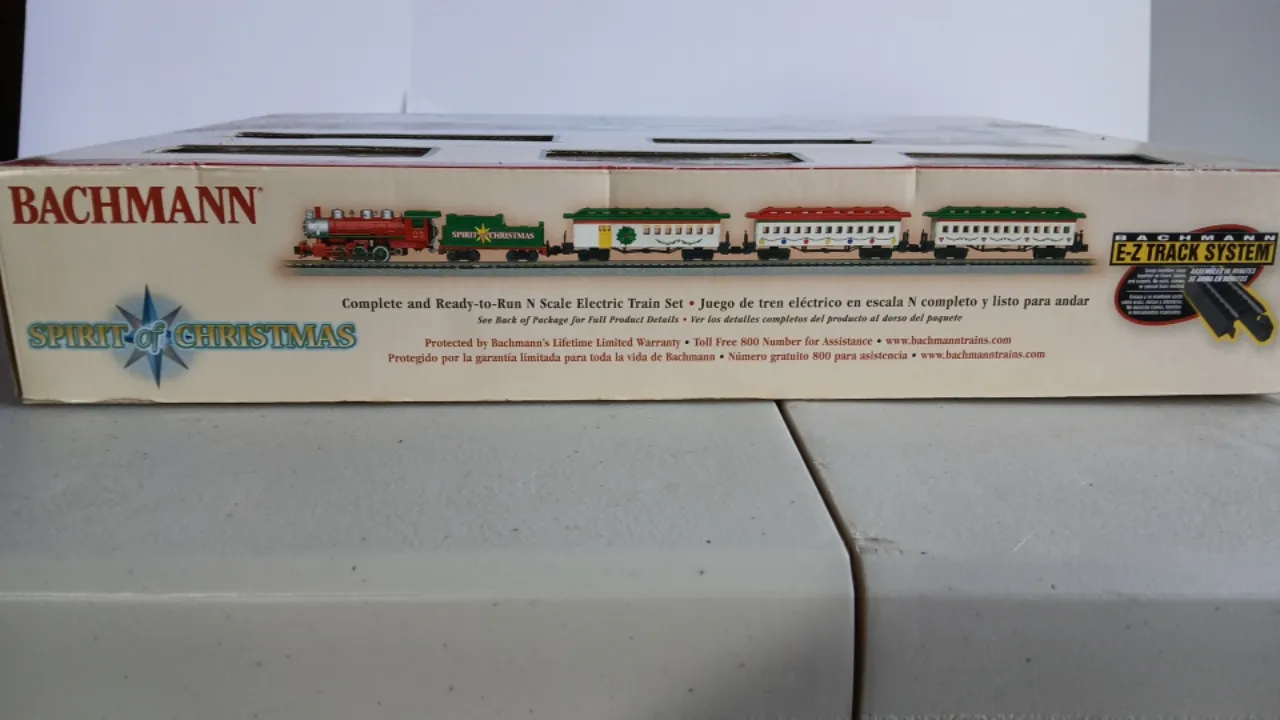 BACHMANN
SPIRIT CHRISTMAS
BACHMANN
E-Z TRACK SYSTEM
SPIRIT of CHRISTMAS
Complete and Ready-to-Run N Scale Electric Train Set • Juego de tren eléctrico en escala N completo y listo para andar
See Back of Package for Full Product Details • Ver los detalles completos del producto al dorso del paquete
Protected by Bachmann's Lifetime Limited Warranty • Toll Free 800 Number for Assistance • www.bachmanntrains.com
Protegido por la garantía limitada para toda la vida de Bachmann • Número gratuito 800 para asistencia • www.bachmanntrains.com